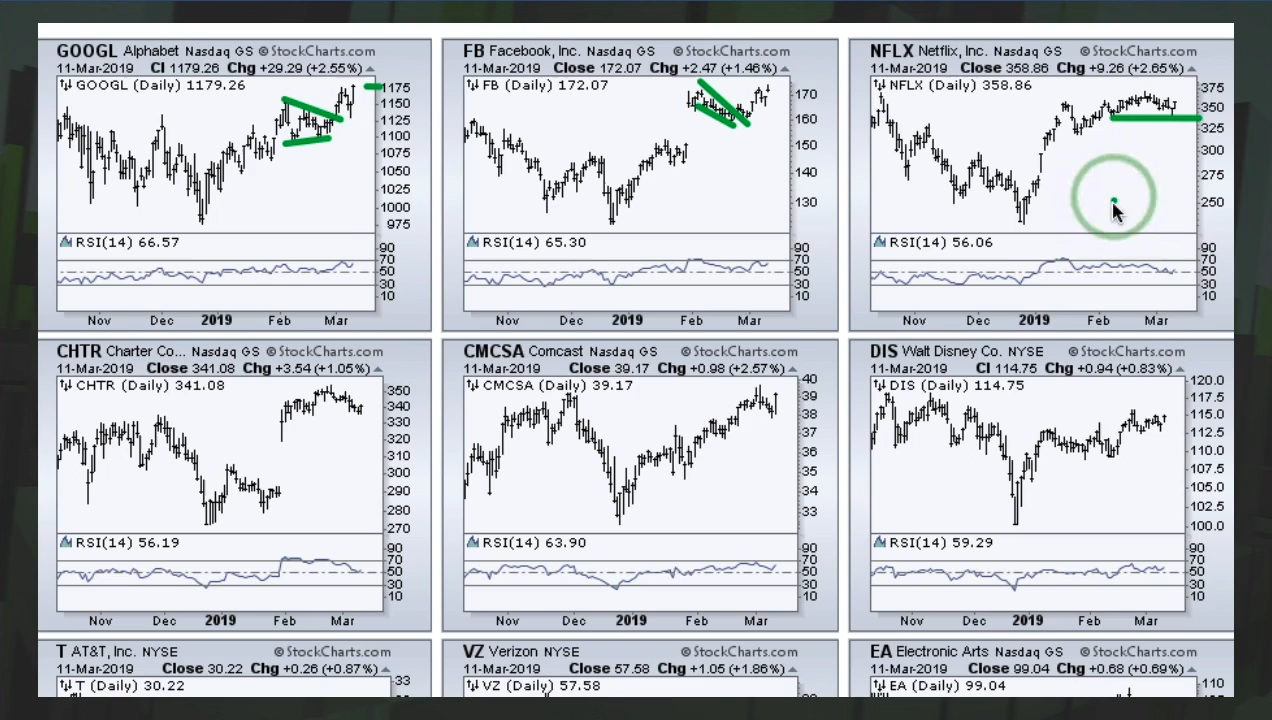 GOOGL Alphabet Nasdaq GS © StockCharts.com
11-Mar-2019 Cl 1179.26 Chg +29.29 (+2.55%)
GOOGL (Daily) 1179.26
1175
1150
1125
1100
1075
1050
1025
1000
975
RSI(14) 66.57
90
70
50
30
10
Nov Dec 2019 Feb Mar
FB Facebook, Inc. Nasdaq GS © StockCharts.com
11-Mar-2019 Close 172.07 Chg +2.47 (+1.46%)
FB (Daily) 172.07
170
160
150
140
130
RSI(14) 65.30
90
70
50
30
10
Nov Dec 2019 Feb Mar
NFLX Netflix, Inc. Nasdaq GS © StockCharts.com
11-Mar-2019 Close 358.86 Chg +9.26 (+2.65%)
NFLX (Daily) 358.86
375
350
325
300
275
250
RSI(14) 56.06
90
70
50
30
10
Nov Dec 2019 Feb Mar
CHTR Charter Co... Nasdaq GS © StockCharts.com
11-Mar-2019 Close 341.08 Chg +3.54 (+1.05%)
CHTR (Daily) 341.08
350
340
330
320
310
300
290
280
270
RSI(14) 56.19
90
70
50
30
10
Nov Dec 2019 Feb Mar
CMCSA Comcast Nasdaq GS © StockCharts.com
11-Mar-2019 Close 39.17 Chg +0.98 (+2.57%)
CMCSA (Daily) 39.17
40
39
38
37
36
35
34
33
RSI(14) 63.90
90
70
50
30
10
Nov Dec 2019 Feb Mar
DIS Walt Disney Co. NYSE © StockCharts.com
11-Mar-2019 Cl 114.75 Chg +0.94 (+0.83%)
DIS (Daily) 114.75
120.0
117.5
115.0
112.5
110.0
107.5
105.0
102.5
100.0
RSI(14) 59.29
90
70
50
30
10
Nov Dec 2019 Feb Mar
T AT&T, Inc. NYSE © StockCharts.com
11-Mar-2019 Close 30.22 Chg +0.26 (+0.87%)
T (Daily) 30.22
33
VZ Verizon NYSE © StockCharts.com
11-Mar-2019 Close 57.58 Chg +1.05 (+1.86%)
VZ (Daily) 57.58
EA Electronic Arts Nasdaq GS © StockCharts.com
11-Mar-2019 Close 99.04 Chg +0.68 (+0.69%)
EA (Daily) 99.04
110